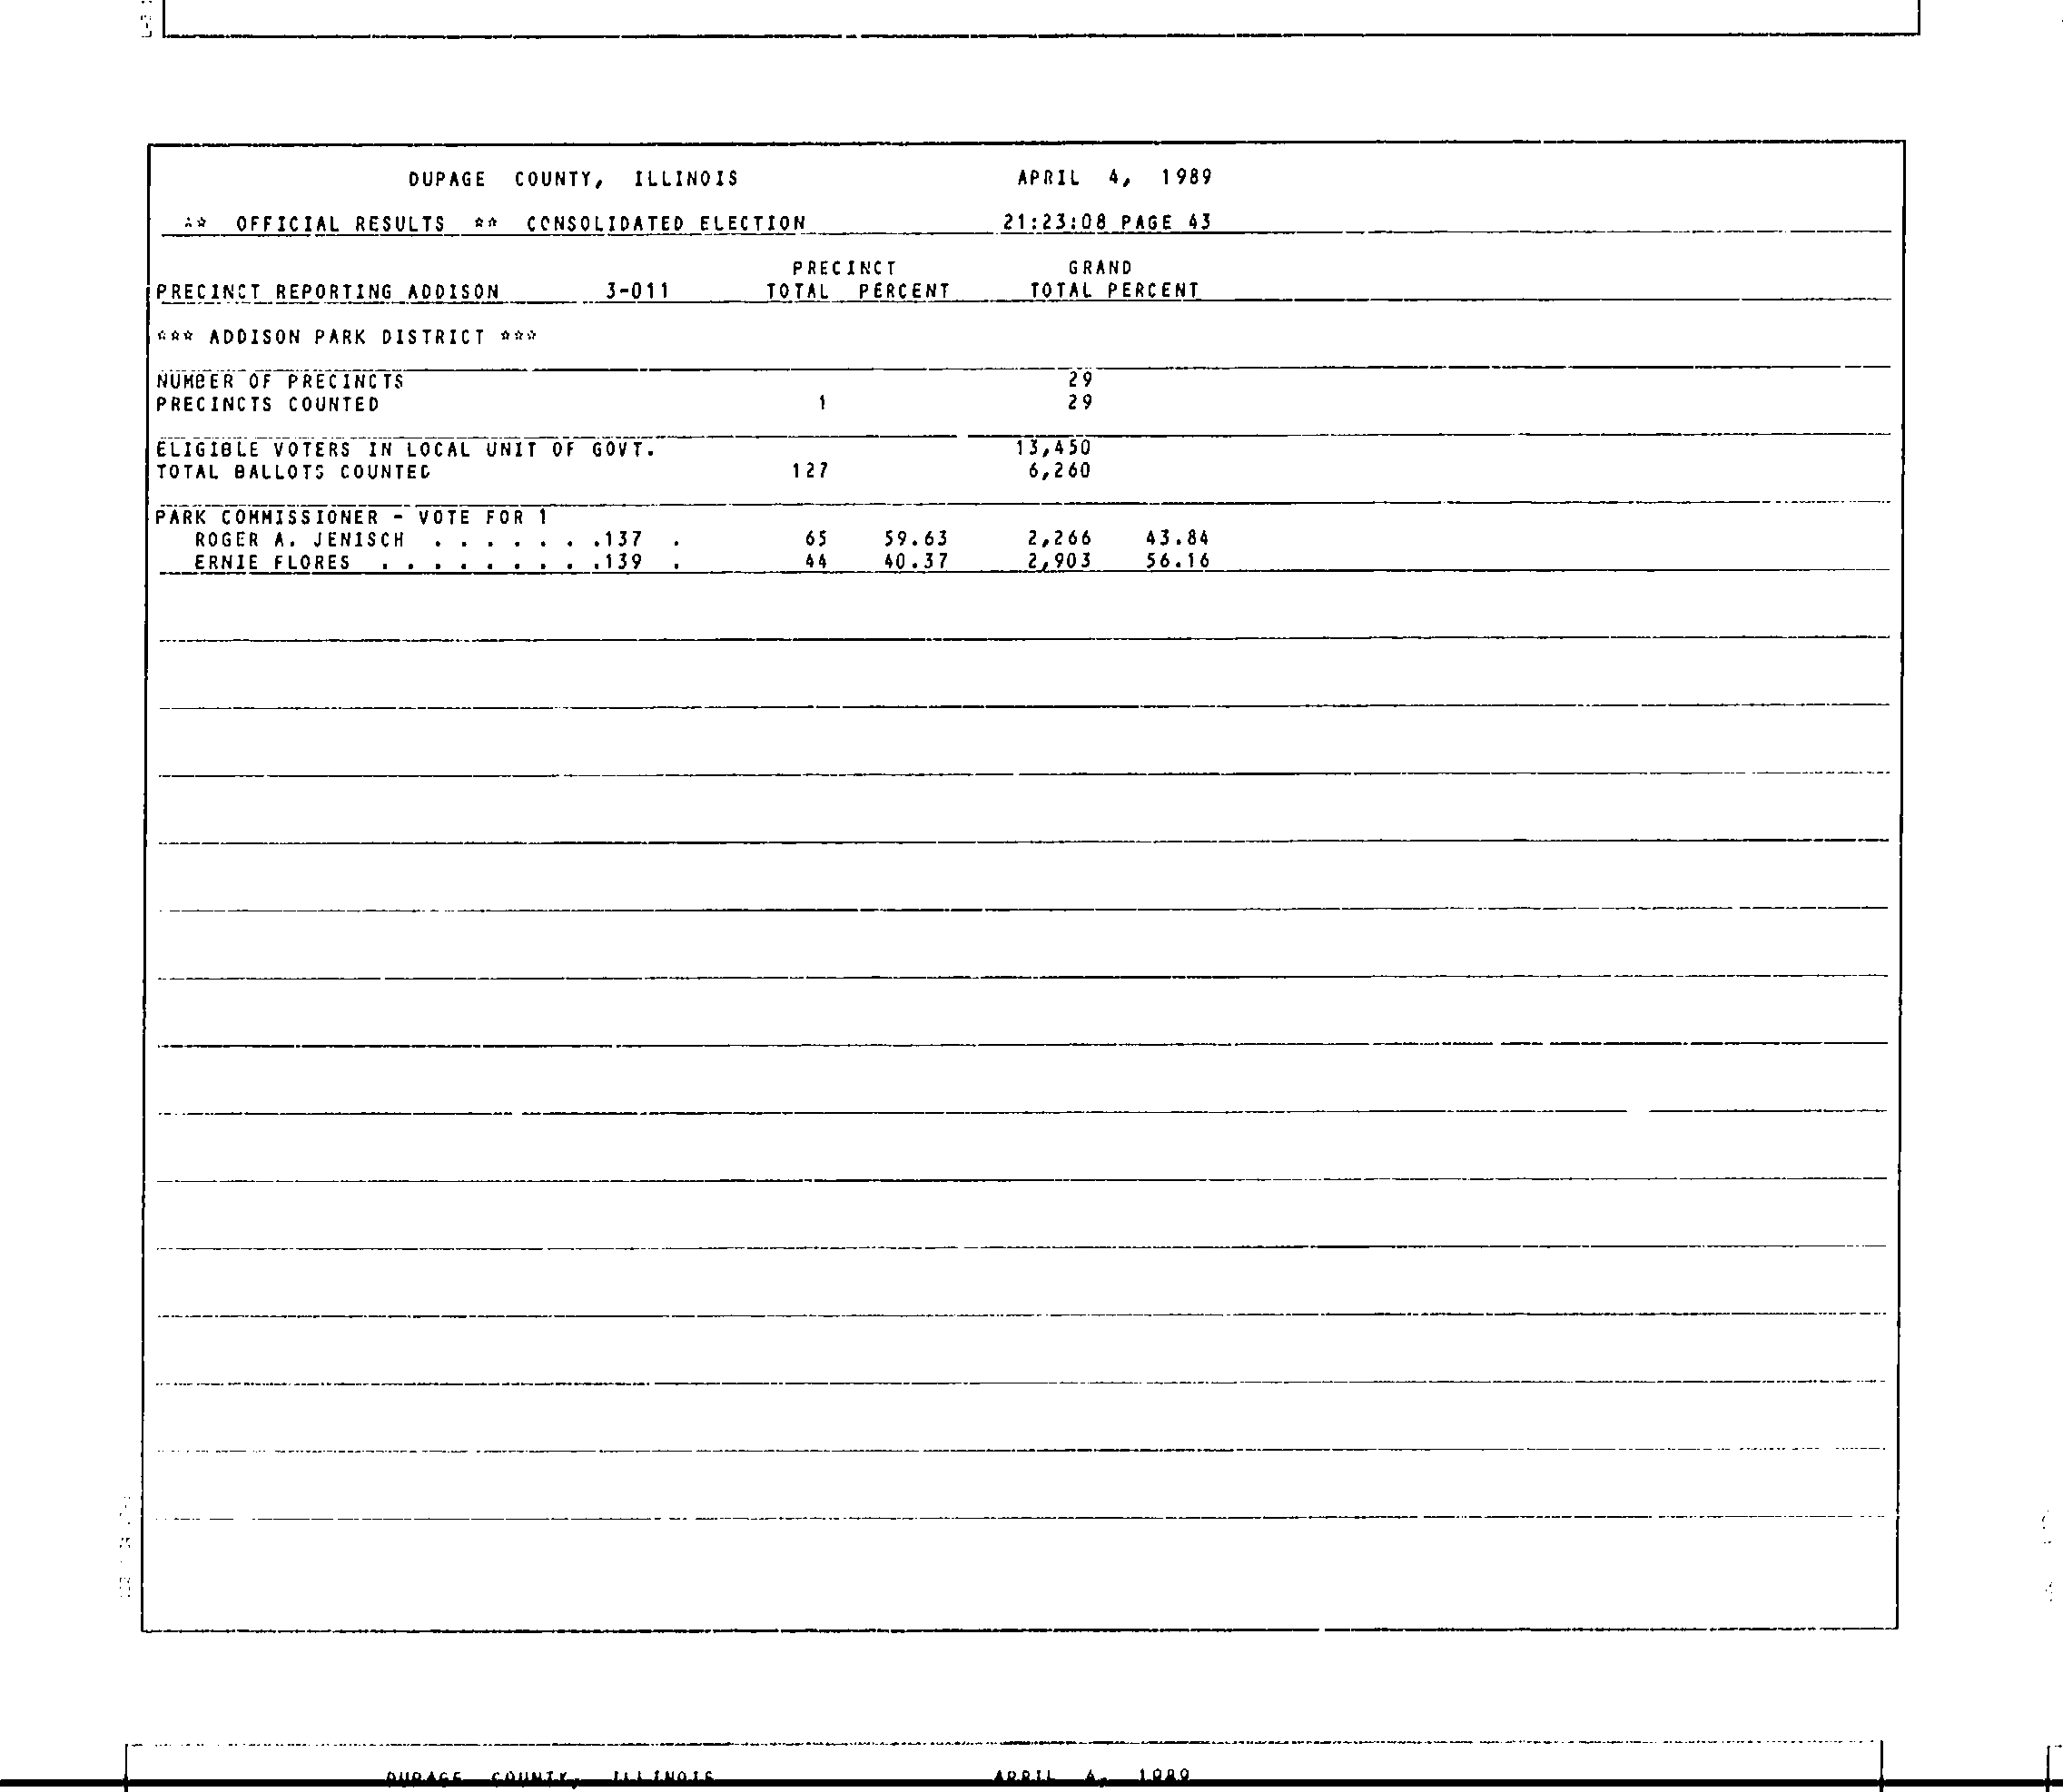 DUPAGE COUNTY, ILLINOIS APRIL 4, 1989
** OFFICIAL RESULTS ** CONSOLIDATED ELECTION 21:23:08 PAGE 43
PRECINCT GRAND
PRECINCT REPORTING ADDISON 3-011 TOTAL PERCENT TOTAL PERCENT
*** ADDISON PARK DISTRICT ***
NUMBER OF PRECINCTS 29
PRECINCTS COUNTED 1 29
ELIGIBLE VOTERS IN LOCAL UNIT OF GOVT. 13,450
TOTAL BALLOTS COUNTED 127 6,260
PARK COMMISSIONER - VOTE FOR 1
ROGER A. JENISCH . . . . . . .137 . 65 59.63 2,266 43.84
ERNIE FLORES . . . . . . . . .139 . 44 40.37 2,903 56.16
DUPAGE COUNTY, ILLINOIS APRIL 4, 1989